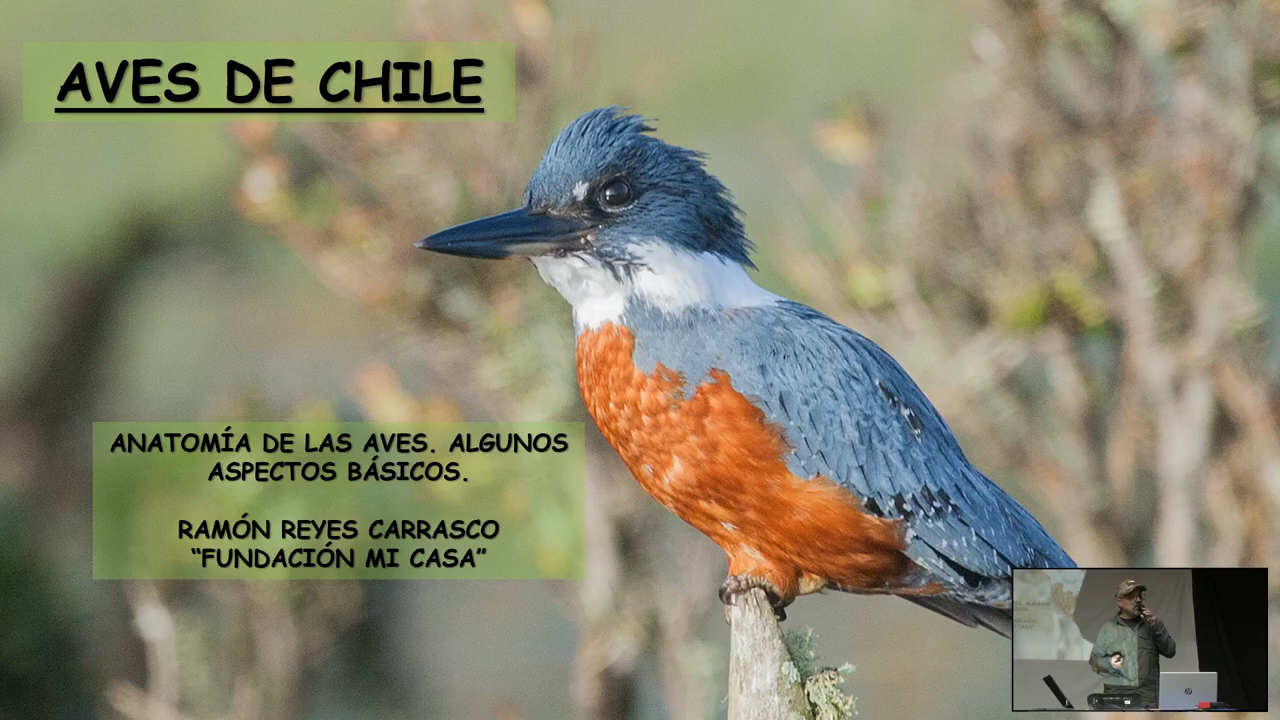 AVES DE CHILE
ANATOMÍA DE LAS AVES. ALGUNOS
ASPECTOS BÁSICOS.
RAMÓN REYES CARRASCO
“FUNDACIÓN MI CASA”